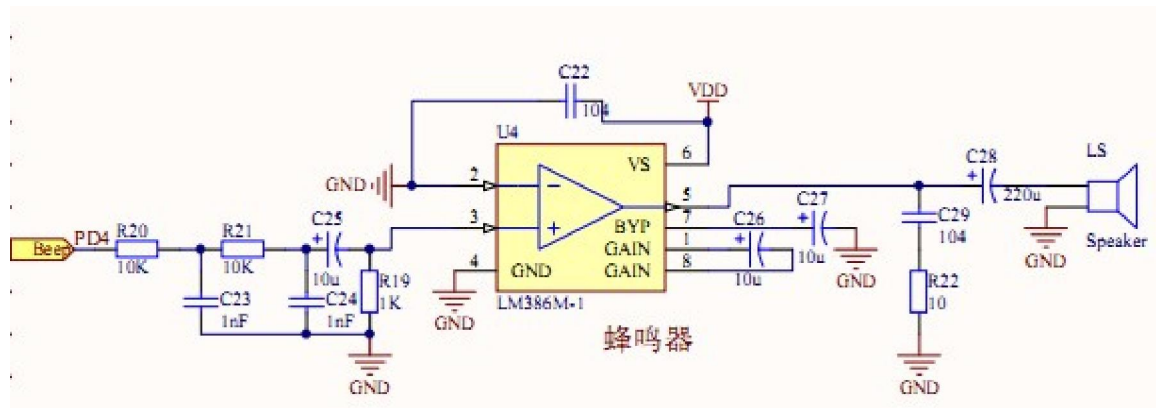 C22
104
VDD
U4
VS
6
GND
2
3
4
GND
GND
LM386M-1
5
BYP
7
GAIN
1
GAIN
8
C26
10u
C27
10u
GND
C28
220u
LS
Speaker
GND
C29
104
R22
10
GND
Beep
PD4
R20
10K
R21
10K
C25
10u
R19
1K
C23
1nF
C24
1nF
GND
蜂鸣器